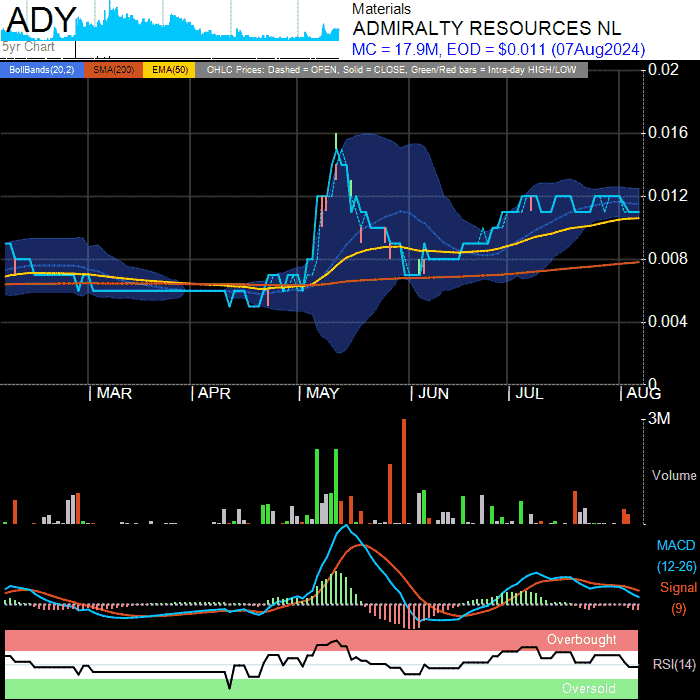 ADY
5yr Chart
Materials
ADMIRALTY RESOURCES NL
MC = 17.9M, EOD = $0.011 (07Aug2024)
BollBands(20,2) SMA(200) EMA(50) OHLC Prices: Dashed = OPEN, Solid = CLOSE, Green/Red bars = Intra-day HIGH/LOW
0.02
0.016
0.012
0.008
0.004
0
| MAR | APR | MAY | JUN | JUL | AUG
3M
Volume
MACD
(12-26)
Signal
(9)
Overbought
RSI(14)
Oversold